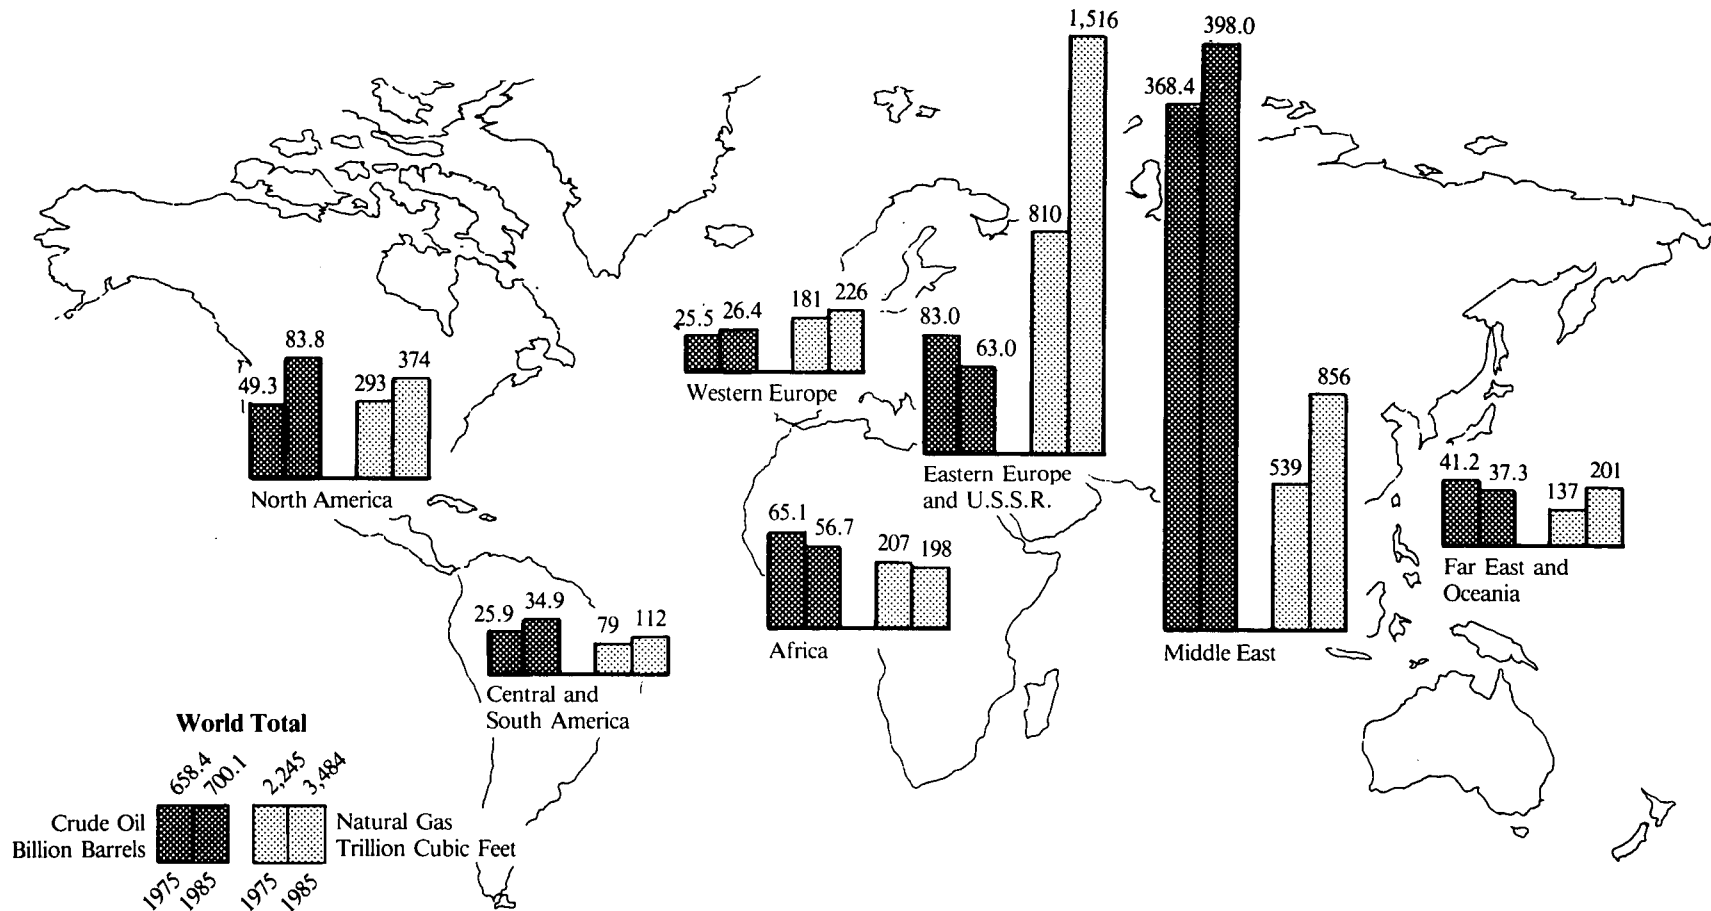 1,516
398.0
368.4
810
226
181
26.4
25.5
83.0
63.0
Western Europe
83.8
49.3
374
293
North America
856
539
Eastern Europe
and U.S.S.R.
41.2
37.3
137
201
Far East and
Oceania
65.1
56.7
207
198
Africa
Middle East
25.9
34.9
79
112
Central and
South America
World Total
658.4
700.1
2,245
3,484
Crude Oil
Billion Barrels
Natural Gas
Trillion Cubic Feet
1975
1985
1975
1985